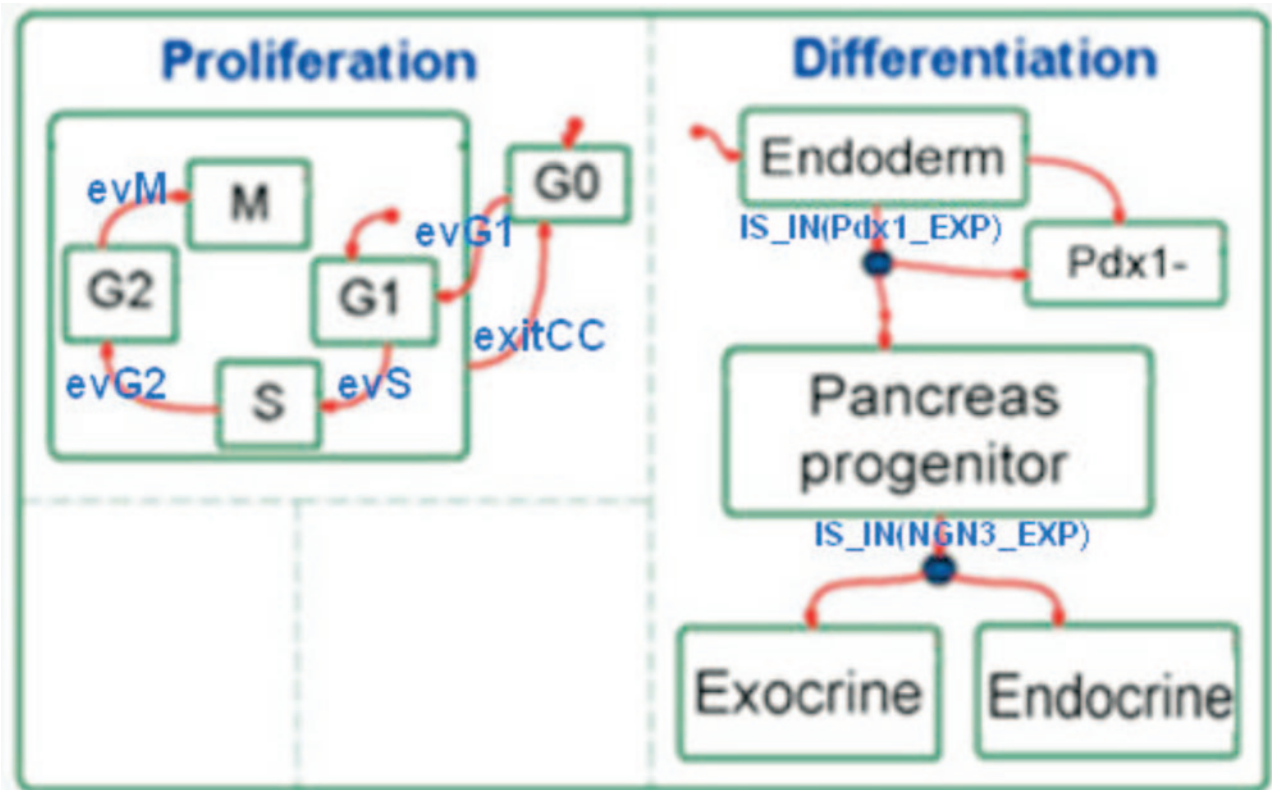 Proliferation
G0
evM
M
evG1
G2
G1
exitCC
evG2
S
evS
Differentiation
Endoderm
IS_IN(Pdx1_EXP)
Pdx1-
Pancreas
progenitor
IS_IN(NGN3_EXP)
Exocrine
Endocrine